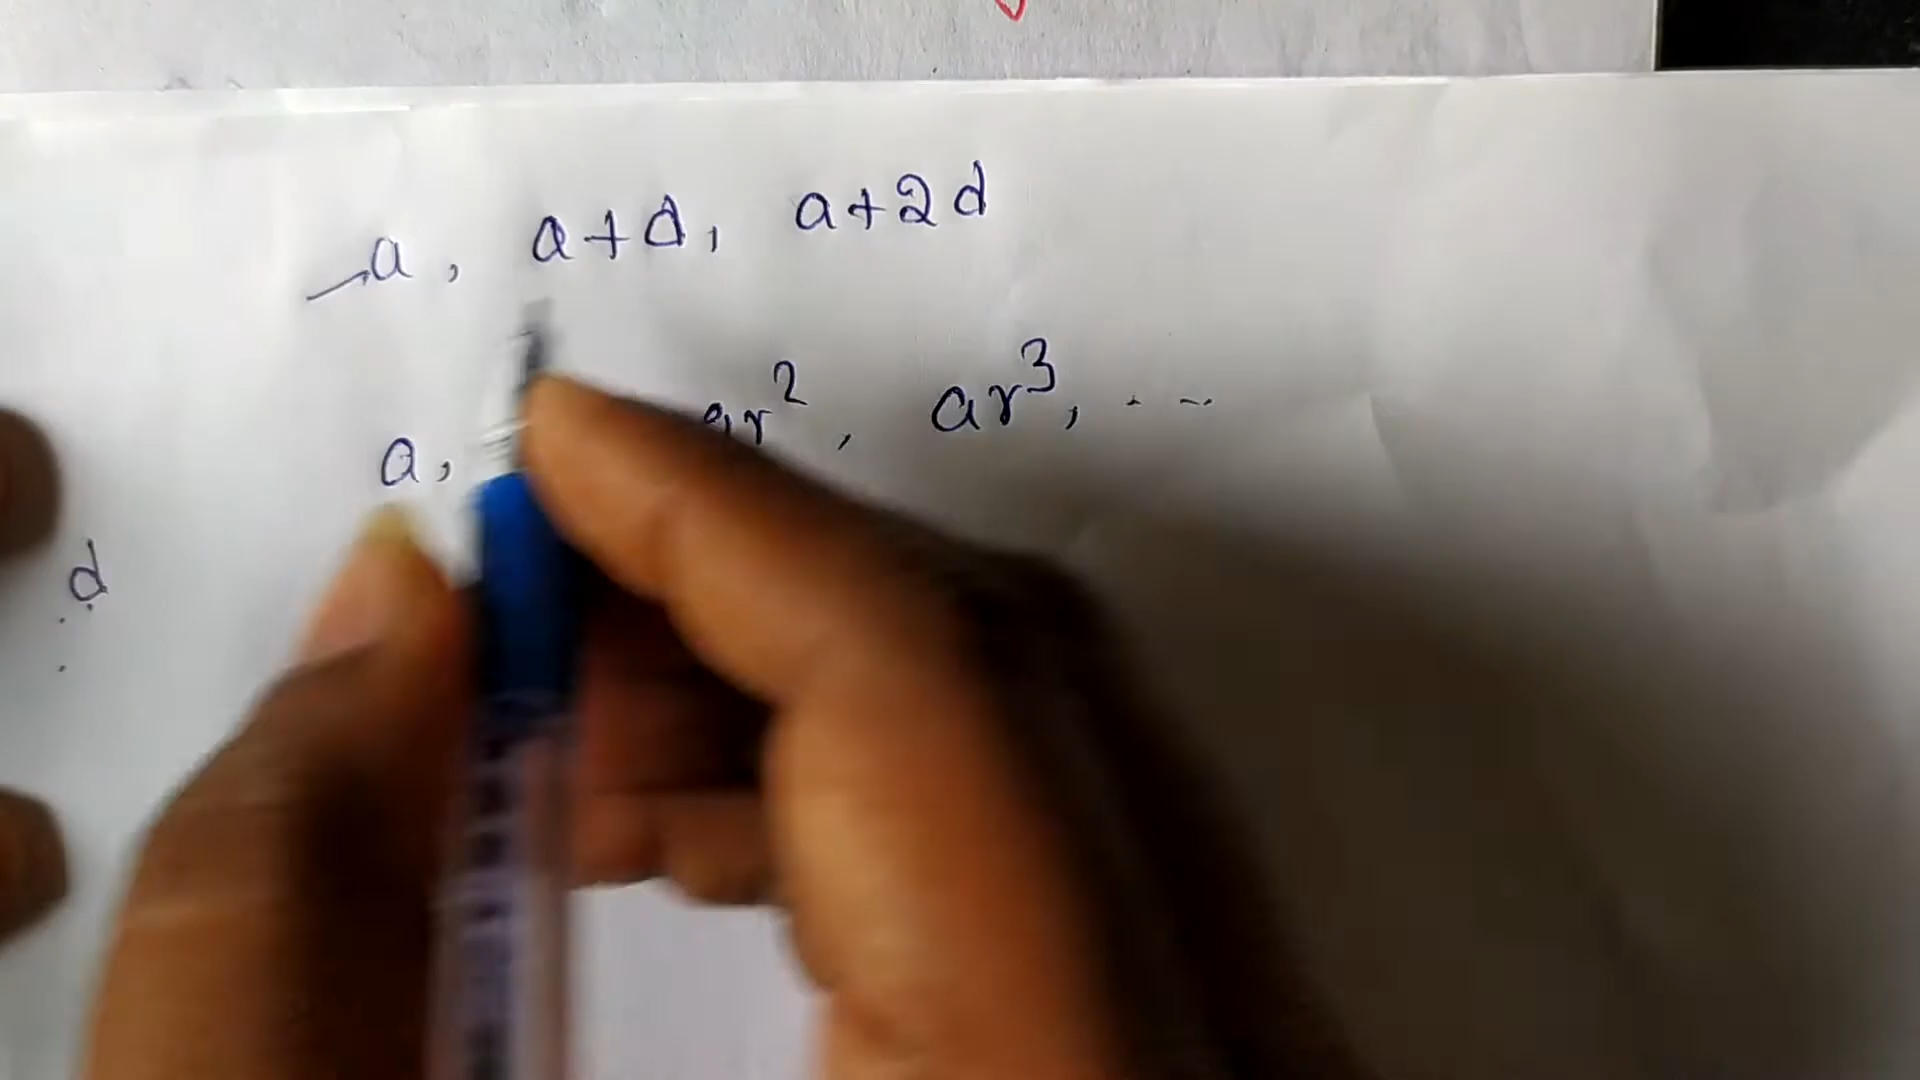 a, a+d, a+2d
a, ar², ar³, . ..
d